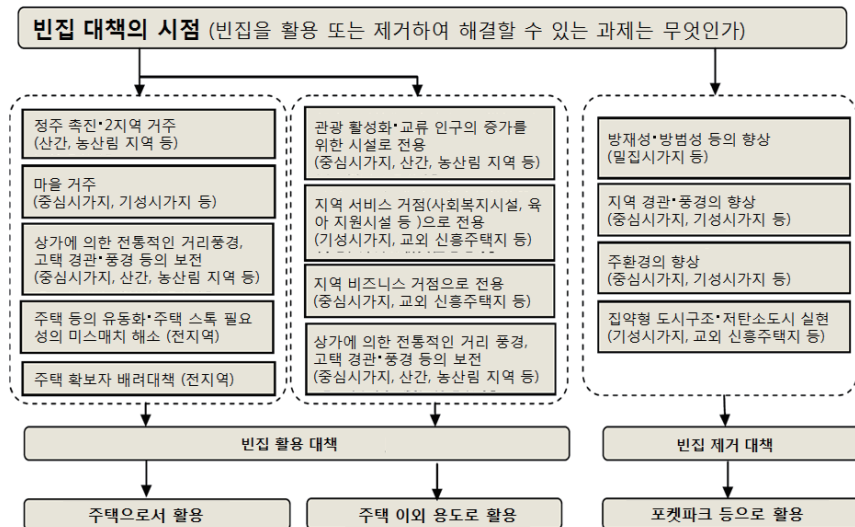 빈집 대책의 시점 (빈집을 활용 또는 제거하여 해결할 수 있는 과제는 무엇인가)
정주 촉진·2지역 거주
(산간, 농산림 지역 등)
마을 거주
(중심시가지, 기성시가지 등)
상가에 의한 전통적인 거리풍경,
고택 경관·풍경 등의 보전
(중심시가지, 산간, 농산림 지역 등)
주택 등의 유동화·주택 스톡 필요
성의 미스매치 해소 (전지역)
주택 확보자 배려대책 (전지역)
관광 활성화·교류 인구의 증가를
위한 시설로 전용
(중심시가지, 산간, 농산림 지역 등)
지역 서비스 거점(사회복지시설, 육
아 지원시설 등 )으로 전용
(기성시가지, 교외 신흥주택지 등)
지역 비즈니스 거점으로 전용
(중심시가지, 교외 신흥주택지 등)
상가에 의한 전통적인 거리 풍경,
고택 경관·풍경 등의 보전
(중심시가지, 산간, 농산림 지역 등)
방재성·방범성 등의 향상
(밀집시가지 등)
지역 경관·풍경의 향상
(중심시가지, 기성시가지 등)
주환경의 향상
(중심시가지, 기성시가지 등)
집약형 도시구조·저탄소도시 실현
(기성시가지, 교외 신흥주택지 등)
빈집 활용 대책
빈집 제거 대책
주택으로서 활용
주택 이외 용도로 활용
포켓파크 등으로 활용